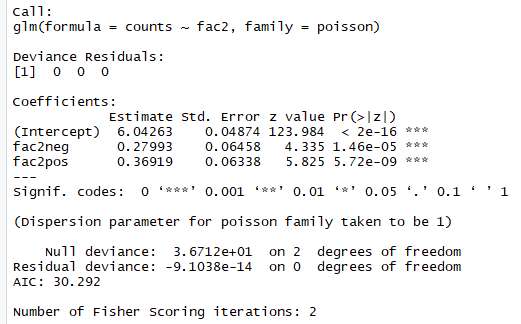 Call:
glm(formula = counts ~ fac2, family = poisson)
Deviance Residuals:
[1]  0  0  0
Coefficients:
            Estimate Std. Error z value Pr(>|z|)
(Intercept)  6.04263    0.04874 123.984  < 2e-16 ***
fac2neg      0.27993    0.06458   4.335 1.46e-05 ***
fac2pos      0.36919    0.06338   5.825 5.72e-09 ***
---
Signif. codes:  0 ‘***’ 0.001 ‘**’ 0.01 ‘*’ 0.05 ‘.’ 0.1 ‘ ’ 1
(Dispersion parameter for poisson family taken to be 1)
    Null deviance:  3.6712e+01  on 2  degrees of freedom
Residual deviance: -9.1038e-14  on 0  degrees of freedom
AIC: 30.292
Number of Fisher Scoring iterations: 2